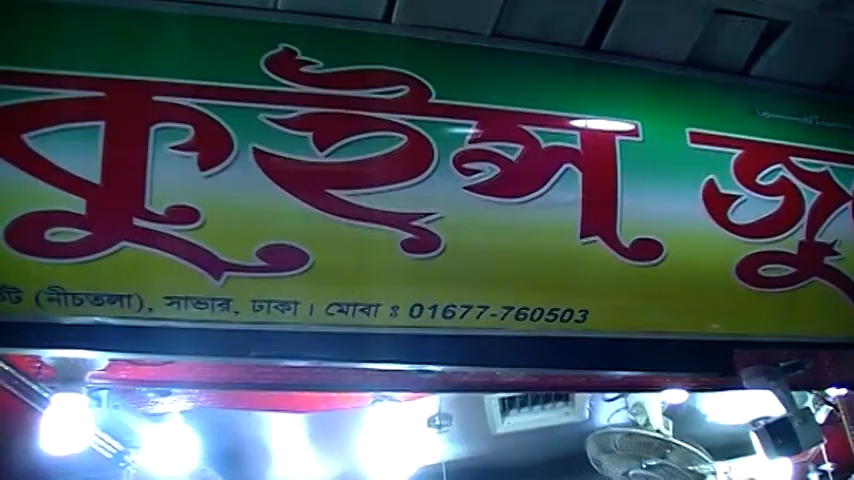 কুইন্স জু
(নীচতলা), সাভার, ঢাকা। মোবা : 01677-760503